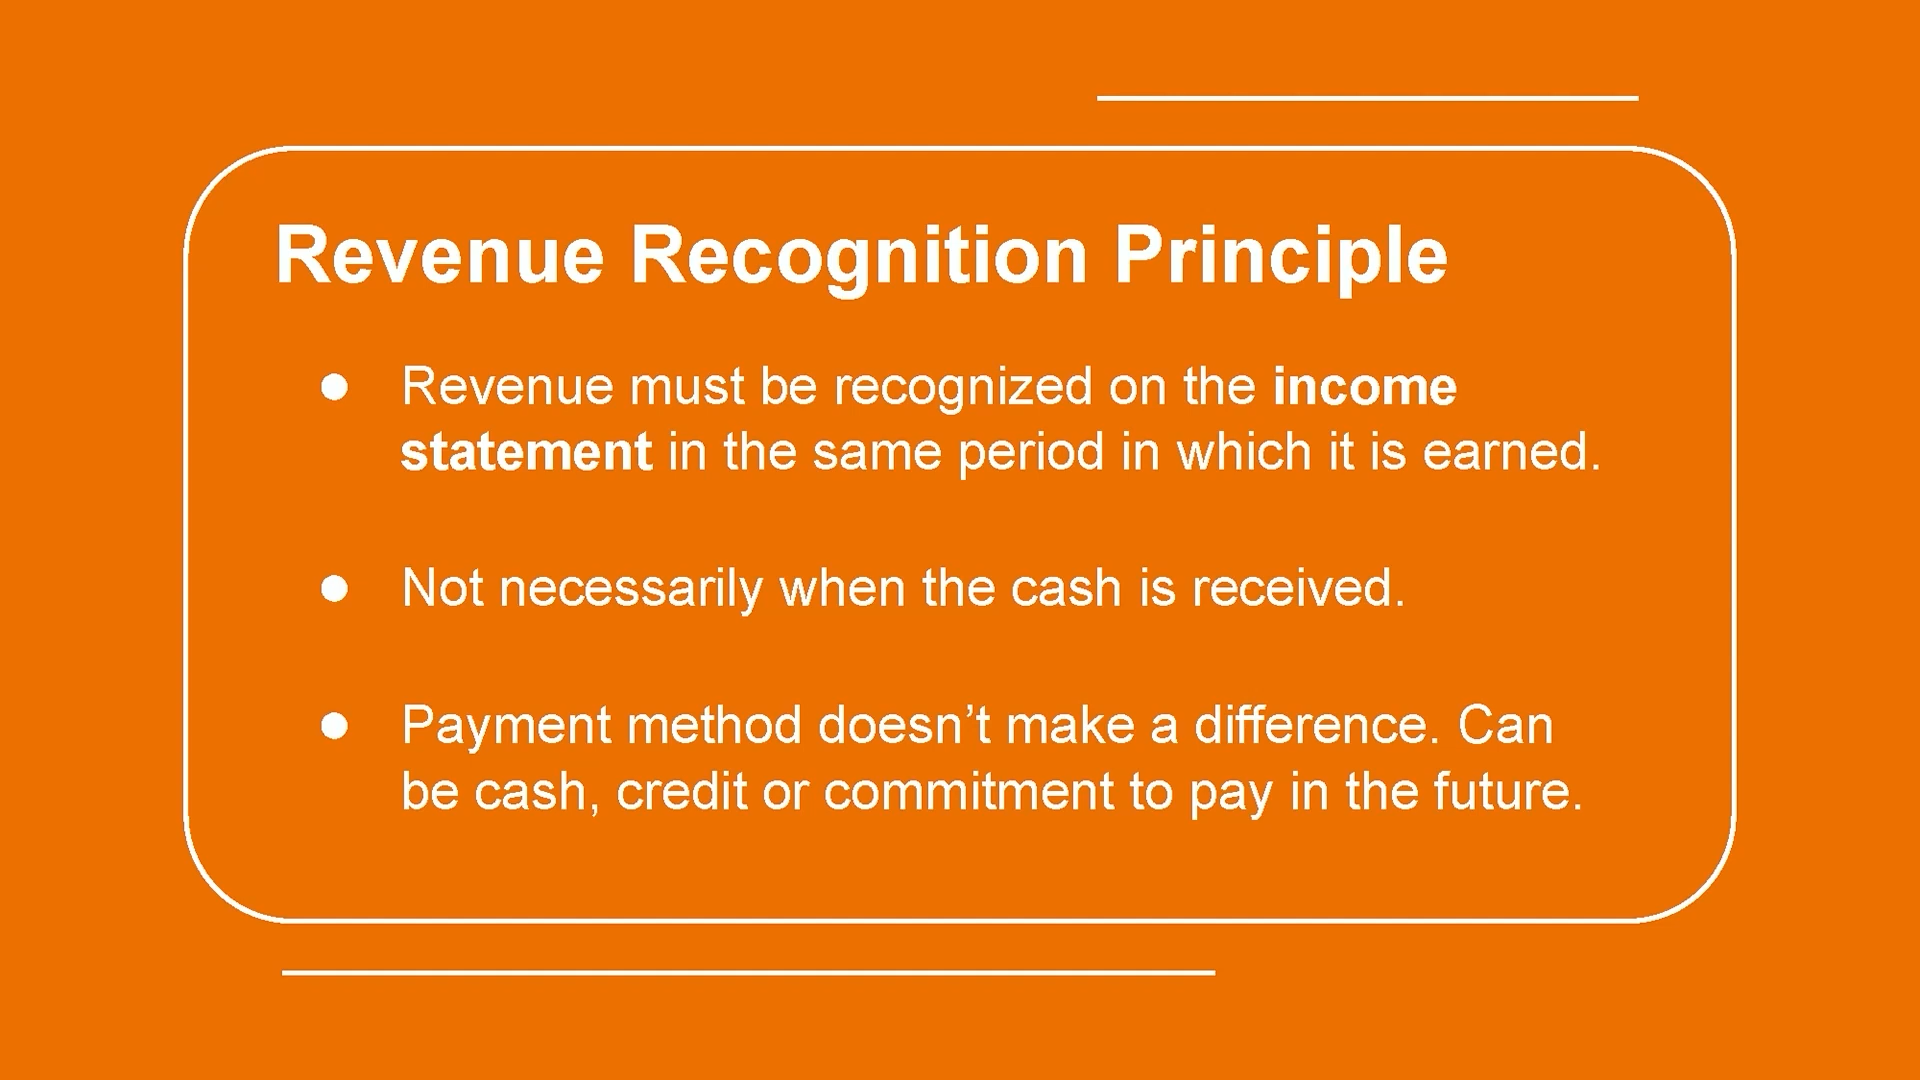 Revenue Recognition Principle
● Revenue must be recognized on the income
statement in the same period in which it is earned.
● Not necessarily when the cash is received.
● Payment method doesn’t make a difference. Can
be cash, credit or commitment to pay in the future.